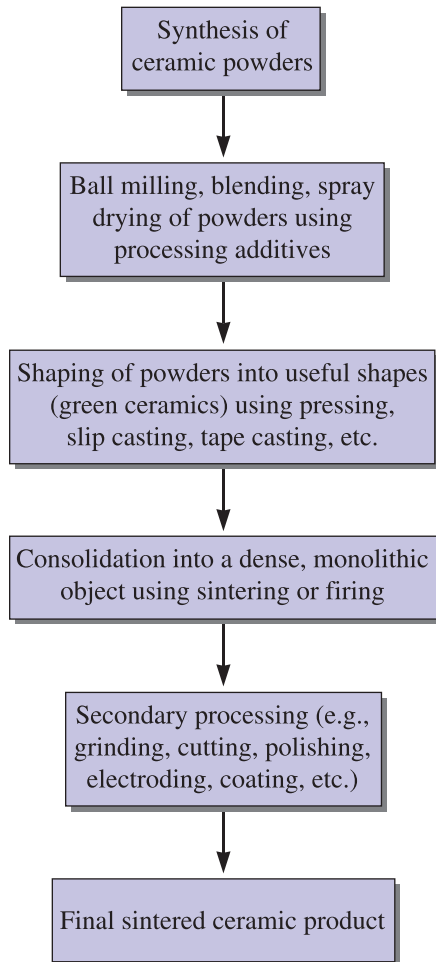 Synthesis of
ceramic powders
Ball milling, blending, spray
drying of powders using
processing additives
Shaping of powders into useful shapes
(green ceramics) using pressing,
slip casting, tape casting, etc.
Consolidation into a dense, monolithic
object using sintering or firing
Secondary processing (e.g.,
grinding, cutting, polishing,
electroding, coating, etc.)
Final sintered ceramic product